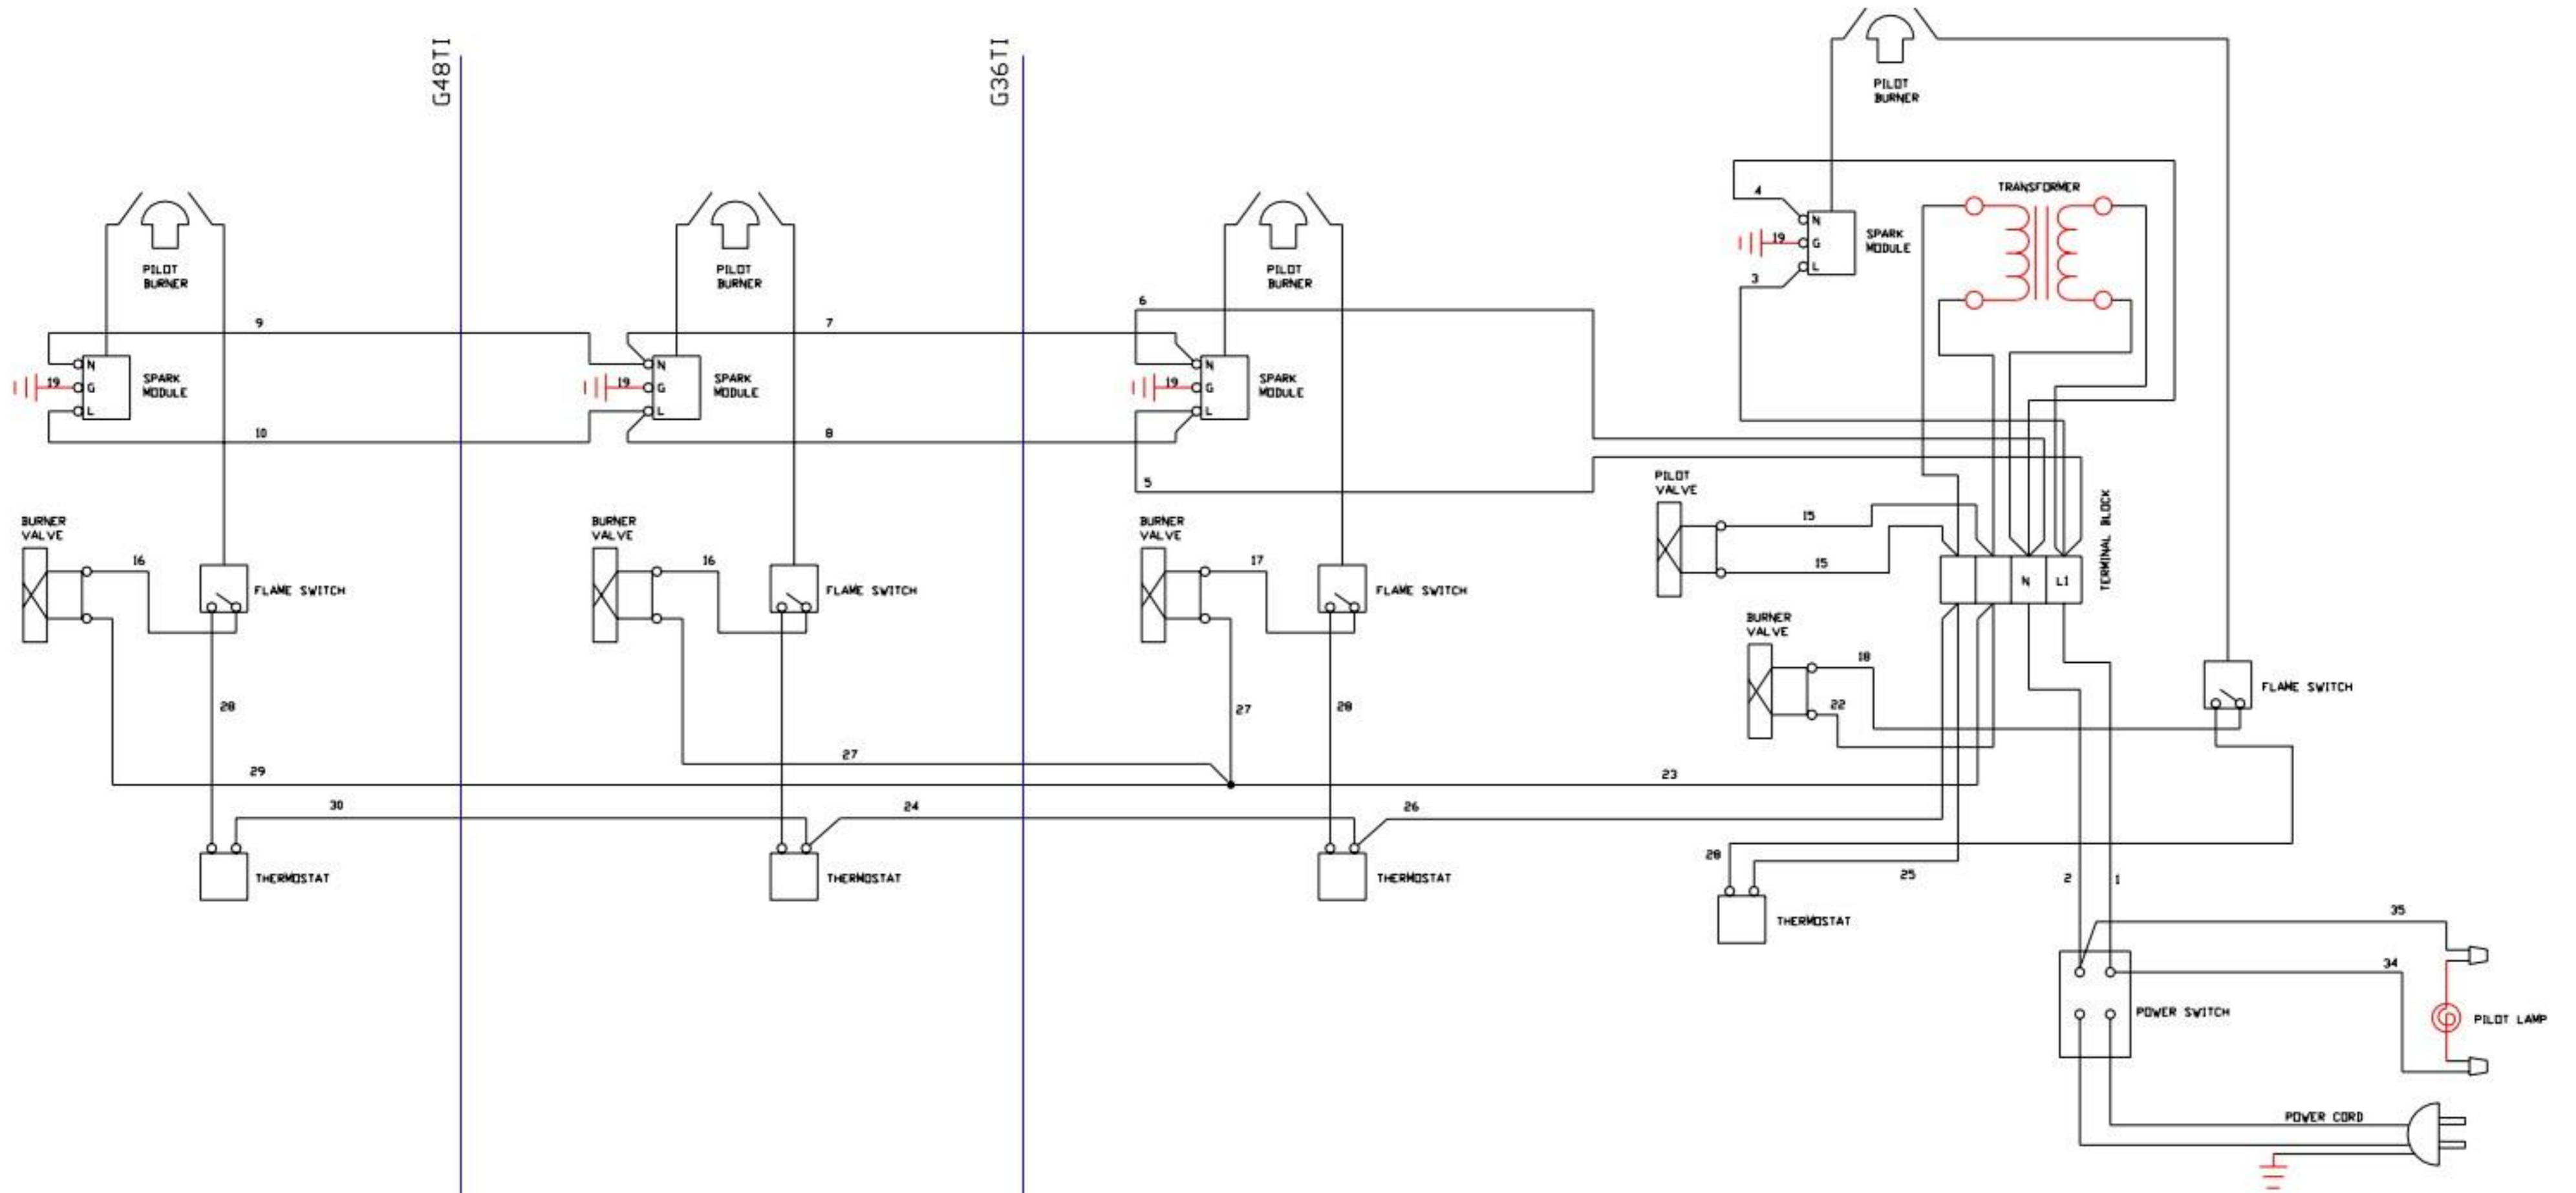 G48TI
G36TI
PILOT
BURNER
4
TRANSFORMER
N
19
G
L
SPARK
MODULE
3
PILOT
BURNER
PILOT
BURNER
PILOT
BURNER
9
7
6
N
19
G
L
SPARK
MODULE
N
19
G
L
SPARK
MODULE
N
19
G
L
SPARK
MODULE
10
8
5
PILOT
VALVE
15
15
TERMINAL BLOCK
N
L1
BURNER
VALVE
16
FLAME SWITCH
BURNER
VALVE
16
FLAME SWITCH
BURNER
VALVE
17
FLAME SWITCH
BURNER
VALVE
18
22
FLAME SWITCH
28
27
28
27
29
23
30
24
26
THERMOSTAT
THERMOSTAT
THERMOSTAT
28
25
THERMOSTAT
2
1
35
34
POWER SWITCH
PILOT LAMP
POWER CORD